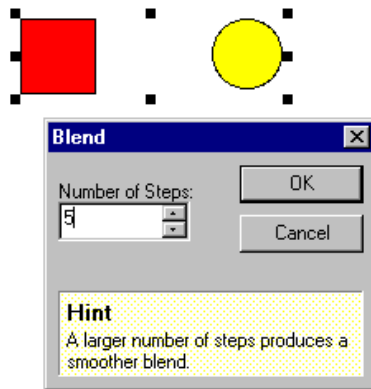 Blend
Number of Steps:
5
OK
Cancel
Hint
A larger number of steps produces a
smoother blend.